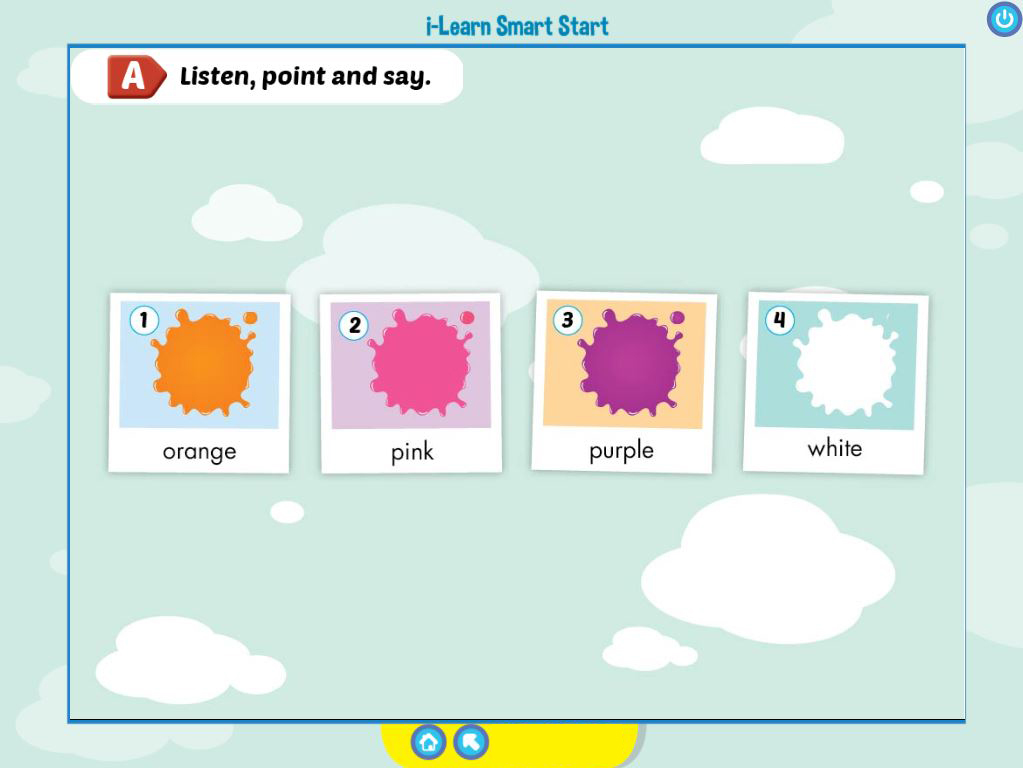 i-Learn Smart Start
A Listen, point and say.
1
2
3
4
orange
pink
purple
white